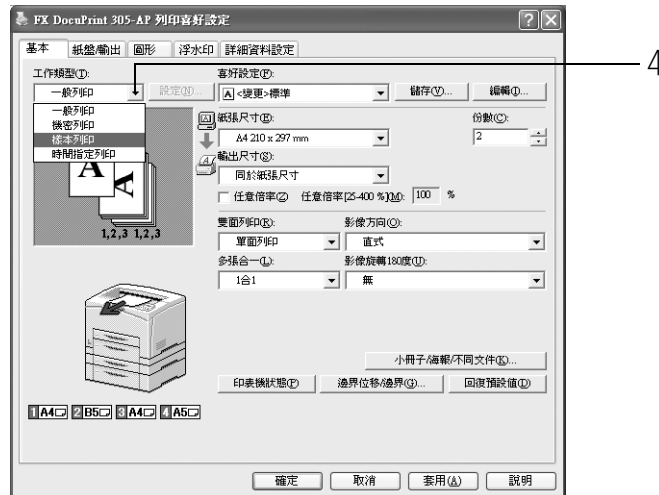 FX DocuPrint 305-AP 列印喜好設定
基本 紙盤/輸出 圖形 浮水印 詳細資料設定
工作類型(T): 喜好設定(F):
一般列印 設定(N)... A <變更>標準 儲存(V)... 編輯(I)...
4
一般列印
機密列印
樣本列印
時間指定列印
紙張尺寸(E): 份數(C):
A4 210 x 297 mm 2
輸出尺寸(S):
同於紙張尺寸
任意倍率(Z) 任意倍率[25-400 %](M): 100 %
A A
1,2,3 1,2,3
雙面列印(R): 影像方向(O):
單面列印 直式
多張合一(L): 影像旋轉180度(U):
1合1 無
小冊子/海報/不同文件(K)...
印表機狀態(P) 邊界位移/邊界(G)... 回復預設值(D)
1 A4 2 B5 3 A4 4 A5
確定 取消 套用(A) 說明